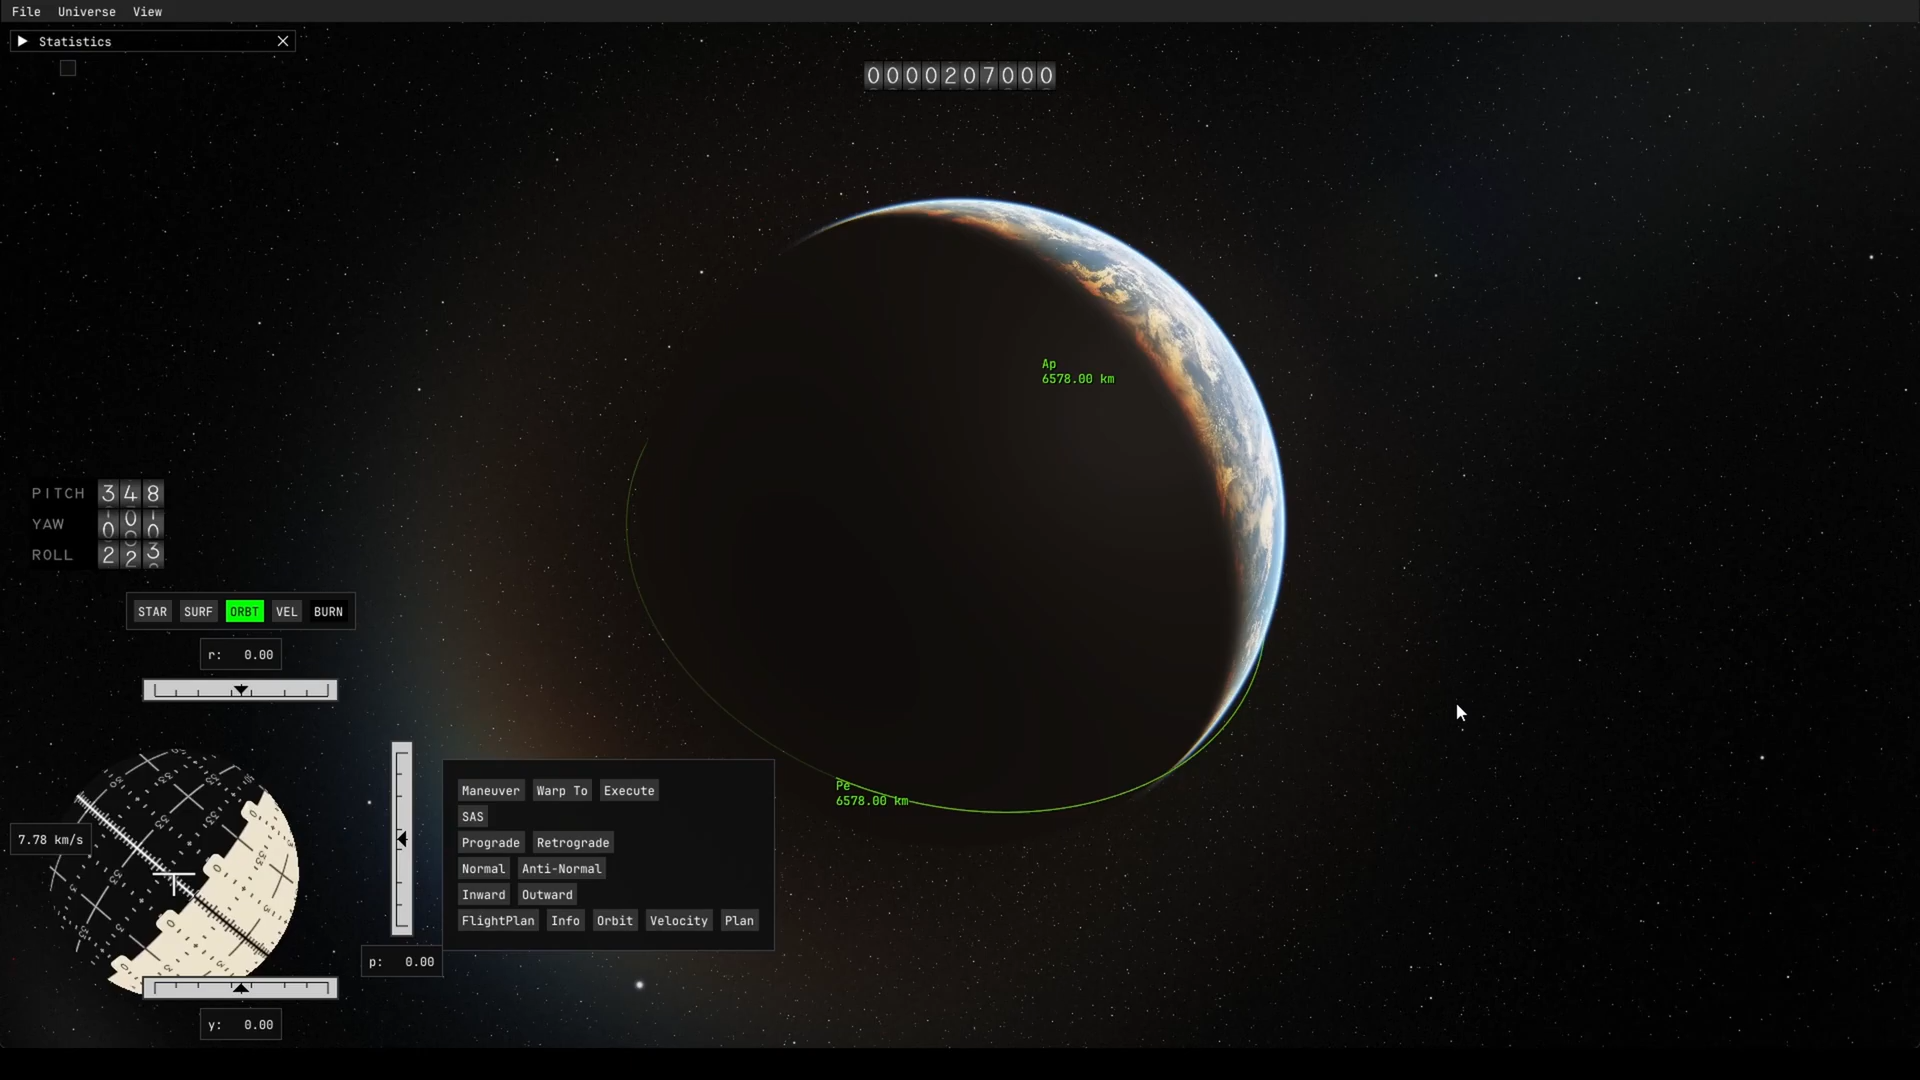 File Universe View
Statistics
0000207000
Ap
6578.00 km
PITCH 348
YAW
ROLL 223
STAR SURF ORBT VEL BURN
r: 0.00
Pe
6578.00 km
Maneuver Warp To Execute
SAS
Prograde Retrograde
7.78 km/s
Normal Anti-Normal
Inward Outward
FlightPlan Info Orbit Velocity Plan
p: 0.00
y: 0.00